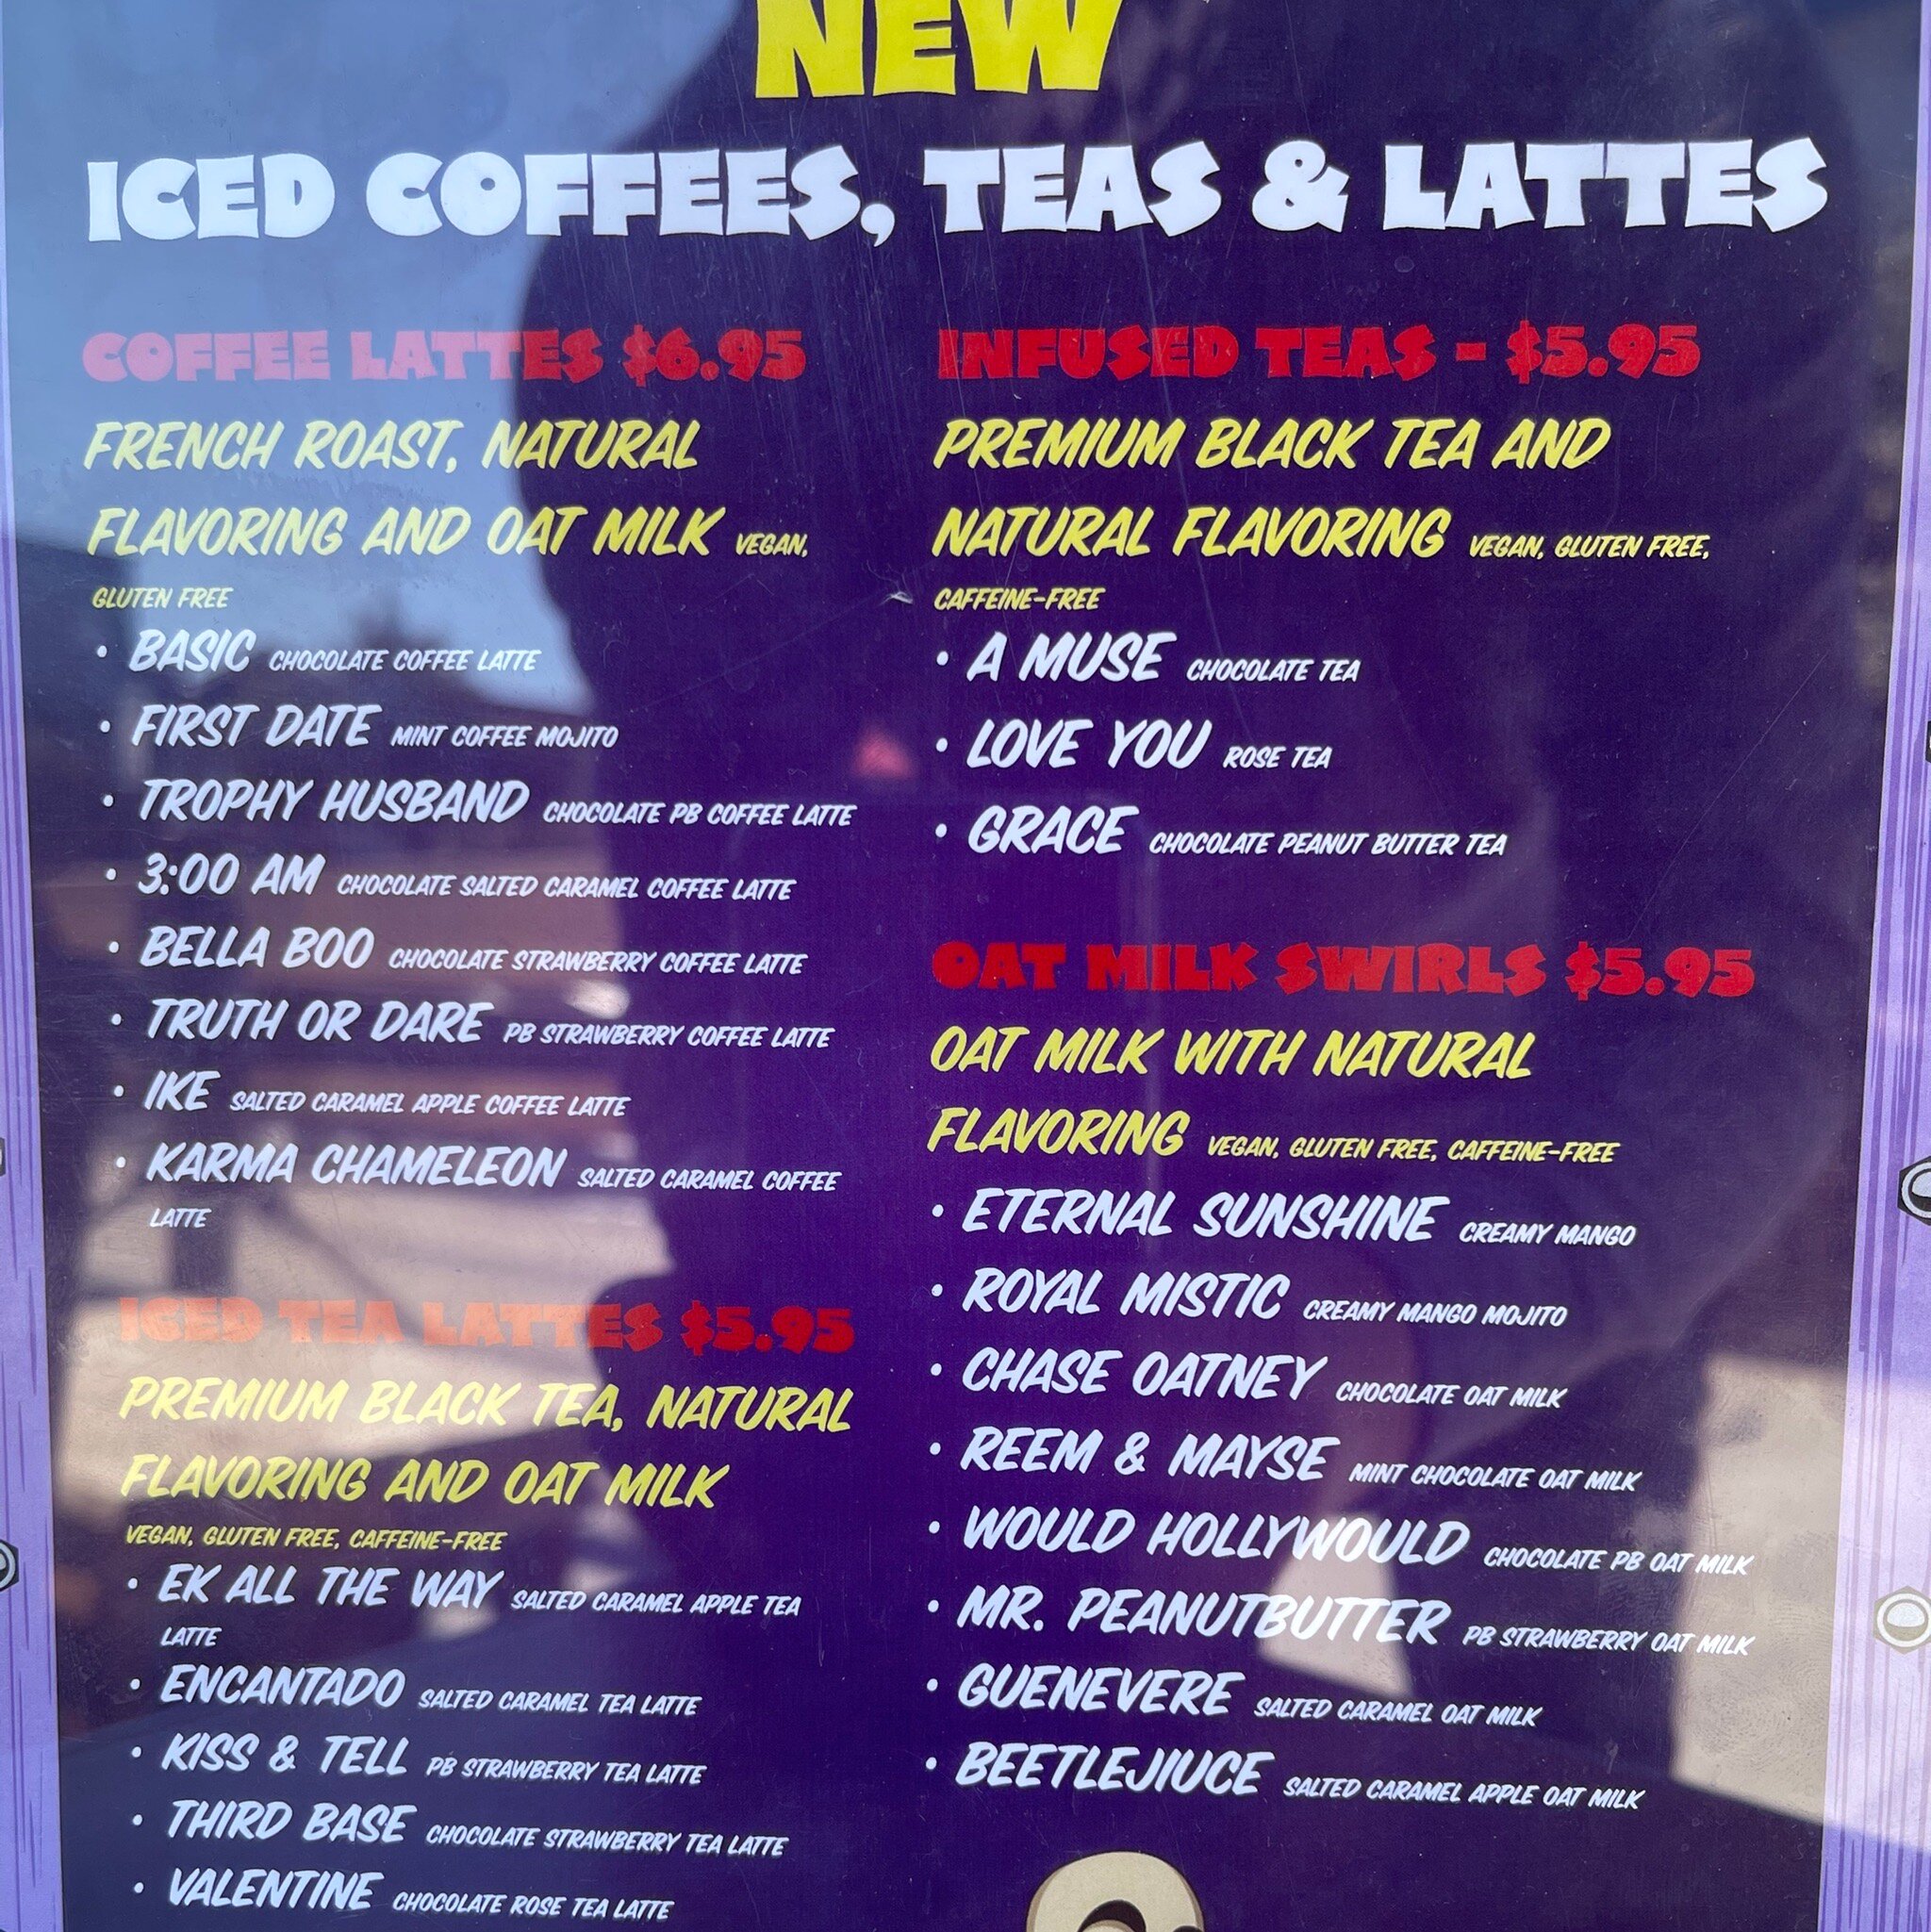 NEW
ICED COFFEES, TEAS & LATTES
COFFEE LATTES $6.95
FRENCH ROAST, NATURAL
FLAVORING AND OAT MILK VEGAN,
GLUTEN FREE
• BASIC CHOCOLATE COFFEE LATTE
• FIRST DATE MINT COFFEE MOJITO
• TROPHY HUSBAND CHOCOLATE PB COFFEE LATTE
• 3:00 AM CHOCOLATE SALTED CARAMEL COFFEE LATTE
• BELLA BOO CHOCOLATE STRAWBERRY COFFEE LATTE
• TRUTH OR DARE PB STRAWBERRY COFFEE LATTE
• IKE SALTED CARAMEL APPLE COFFEE LATTE
• KARMA CHAMELEON SALTED CARAMEL COFFEE
LATTE
ICED TEA LATTES $5.95
PREMIUM BLACK TEA, NATURAL
FLAVORING AND OAT MILK
VEGAN, GLUTEN FREE, CAFFEINE-FREE
• EK ALL THE WAY SALTED CARAMEL APPLE TEA
LATTE
• ENCANTADO SALTED CARAMEL TEA LATTE
• KISS & TELL PB STRAWBERRY TEA LATTE
• THIRD BASE CHOCOLATE STRAWBERRY TEA LATTE
• VALENTINE CHOCOLATE ROSE TEA LATTE
INFUSED TEAS - $5.95
PREMIUM BLACK TEA AND
NATURAL FLAVORING VEGAN, GLUTEN FREE,
CAFFEINE-FREE
• A MUSE CHOCOLATE TEA
• LOVE YOU ROSE TEA
• GRACE CHOCOLATE PEANUT BUTTER TEA
OAT MILK SWIRLS $5.95
OAT MILK WITH NATURAL
FLAVORING VEGAN, GLUTEN FREE, CAFFEINE-FREE
• ETERNAL SUNSHINE CREAMY MANGO
• ROYAL MISTIC CREAMY MANGO MOJITO
• CHASE OATNEY CHOCOLATE OAT MILK
• REEM & MAYSE MINT CHOCOLATE OAT MILK
• WOULD HOLLYWOULD CHOCOLATE PB OAT MILK
• MR. PEANUTBUTTER PB STRAWBERRY OAT MILK
• GUENEVERE SALTED CARAMEL OAT MILK
• BEETLEJIUCE SALTED CARAMEL APPLE OAT MILK